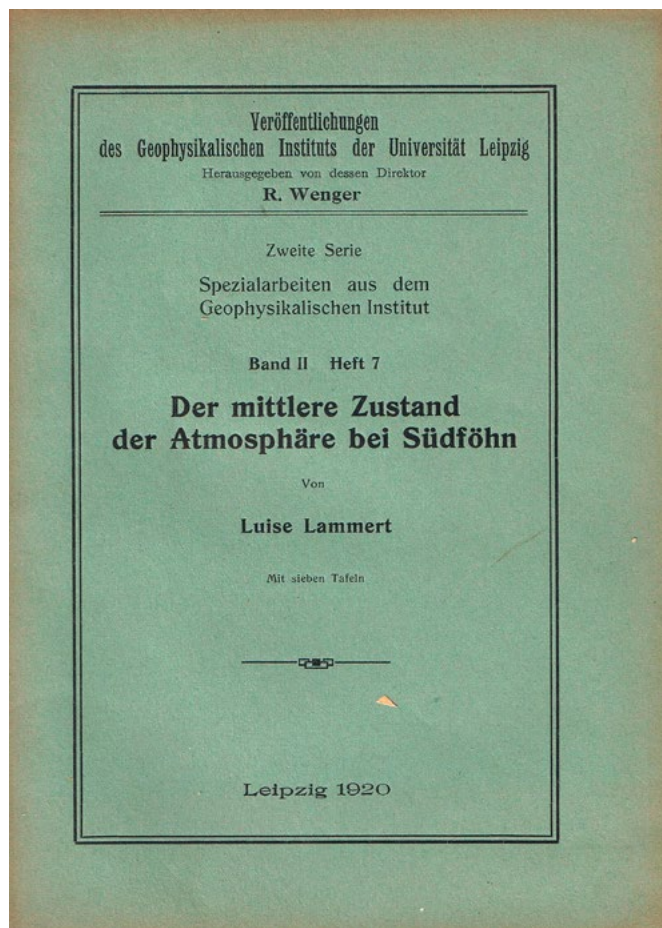 Veröffentlichungen
des Geophysikalischen Instituts der Universität Leipzig
Herausgegeben von dessen Direktor
R. Wenger
Zweite Serie
Spezialarbeiten aus dem
Geophysikalischen Institut
Band II Heft 7
Der mittlere Zustand
der Atmosphäre bei Südföhn
Von
Luise Lammert
Mit sieben Tafeln
Leipzig 1920